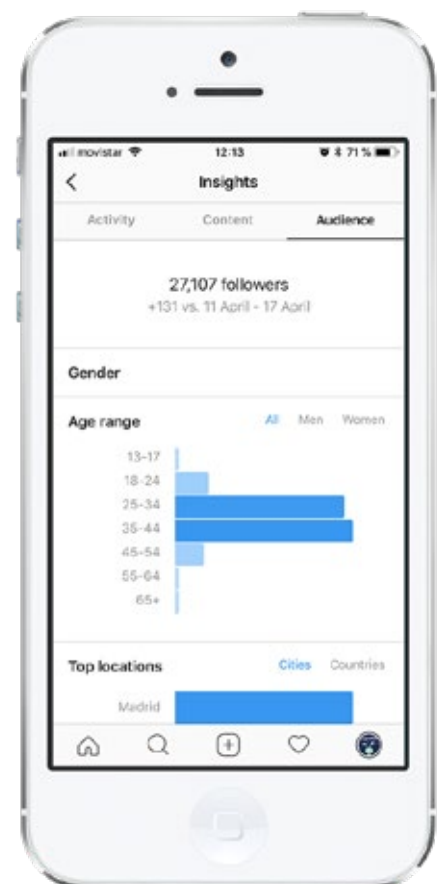 movistar 12:13 71 %
Insights
Activity Content Audience
27,107 followers
+131 vs. 11 April - 17 April
Gender
Age range All Men Women
13-17
18-24
25-34
35-44
45-54
55-64
65+
Top locations Cities Countries
Madrid